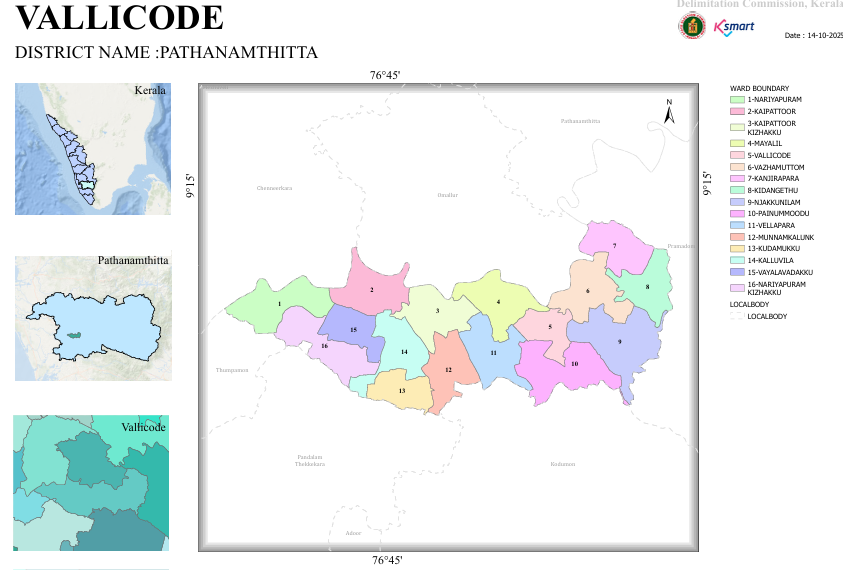 Delimitation Commission, Kerala
VALLICODE
DISTRICT NAME :PATHANAMTHITTA
Ksmart
Date : 14-10-2025
Kerala
Pathanamthitta
Vallicode
76°45'
9°15'
9°15'
76°45'
N
Pathanamthitta
Chenneerkara
Omallur
Pramadom
Thumpamon
Pandalam
Thekkekara
Kodumon
Adoor
7
8
2
6
1
4
3
15
5
16
14
11
9
12
10
13
WARD BOUNDARY
1-NARIYAPURAM
2-KAIPATTOOR
3-KAIPATTOOR
KIZHAKKU
4-MAYALIL
5-VALLICODE
6-VAZHAMUTTOM
7-KANJIRAPARA
8-KIDANGETHU
9-NJAKKUNILAM
10-PAINUMMOODU
11-VELLAPARA
12-MUNNAMKALUNK
13-KUDAMUKKU
14-KALLUVILA
15-VAYALAVADAKKU
16-NARIYAPURAM
KIZHAKKU
LOCALBODY
LOCALBODY